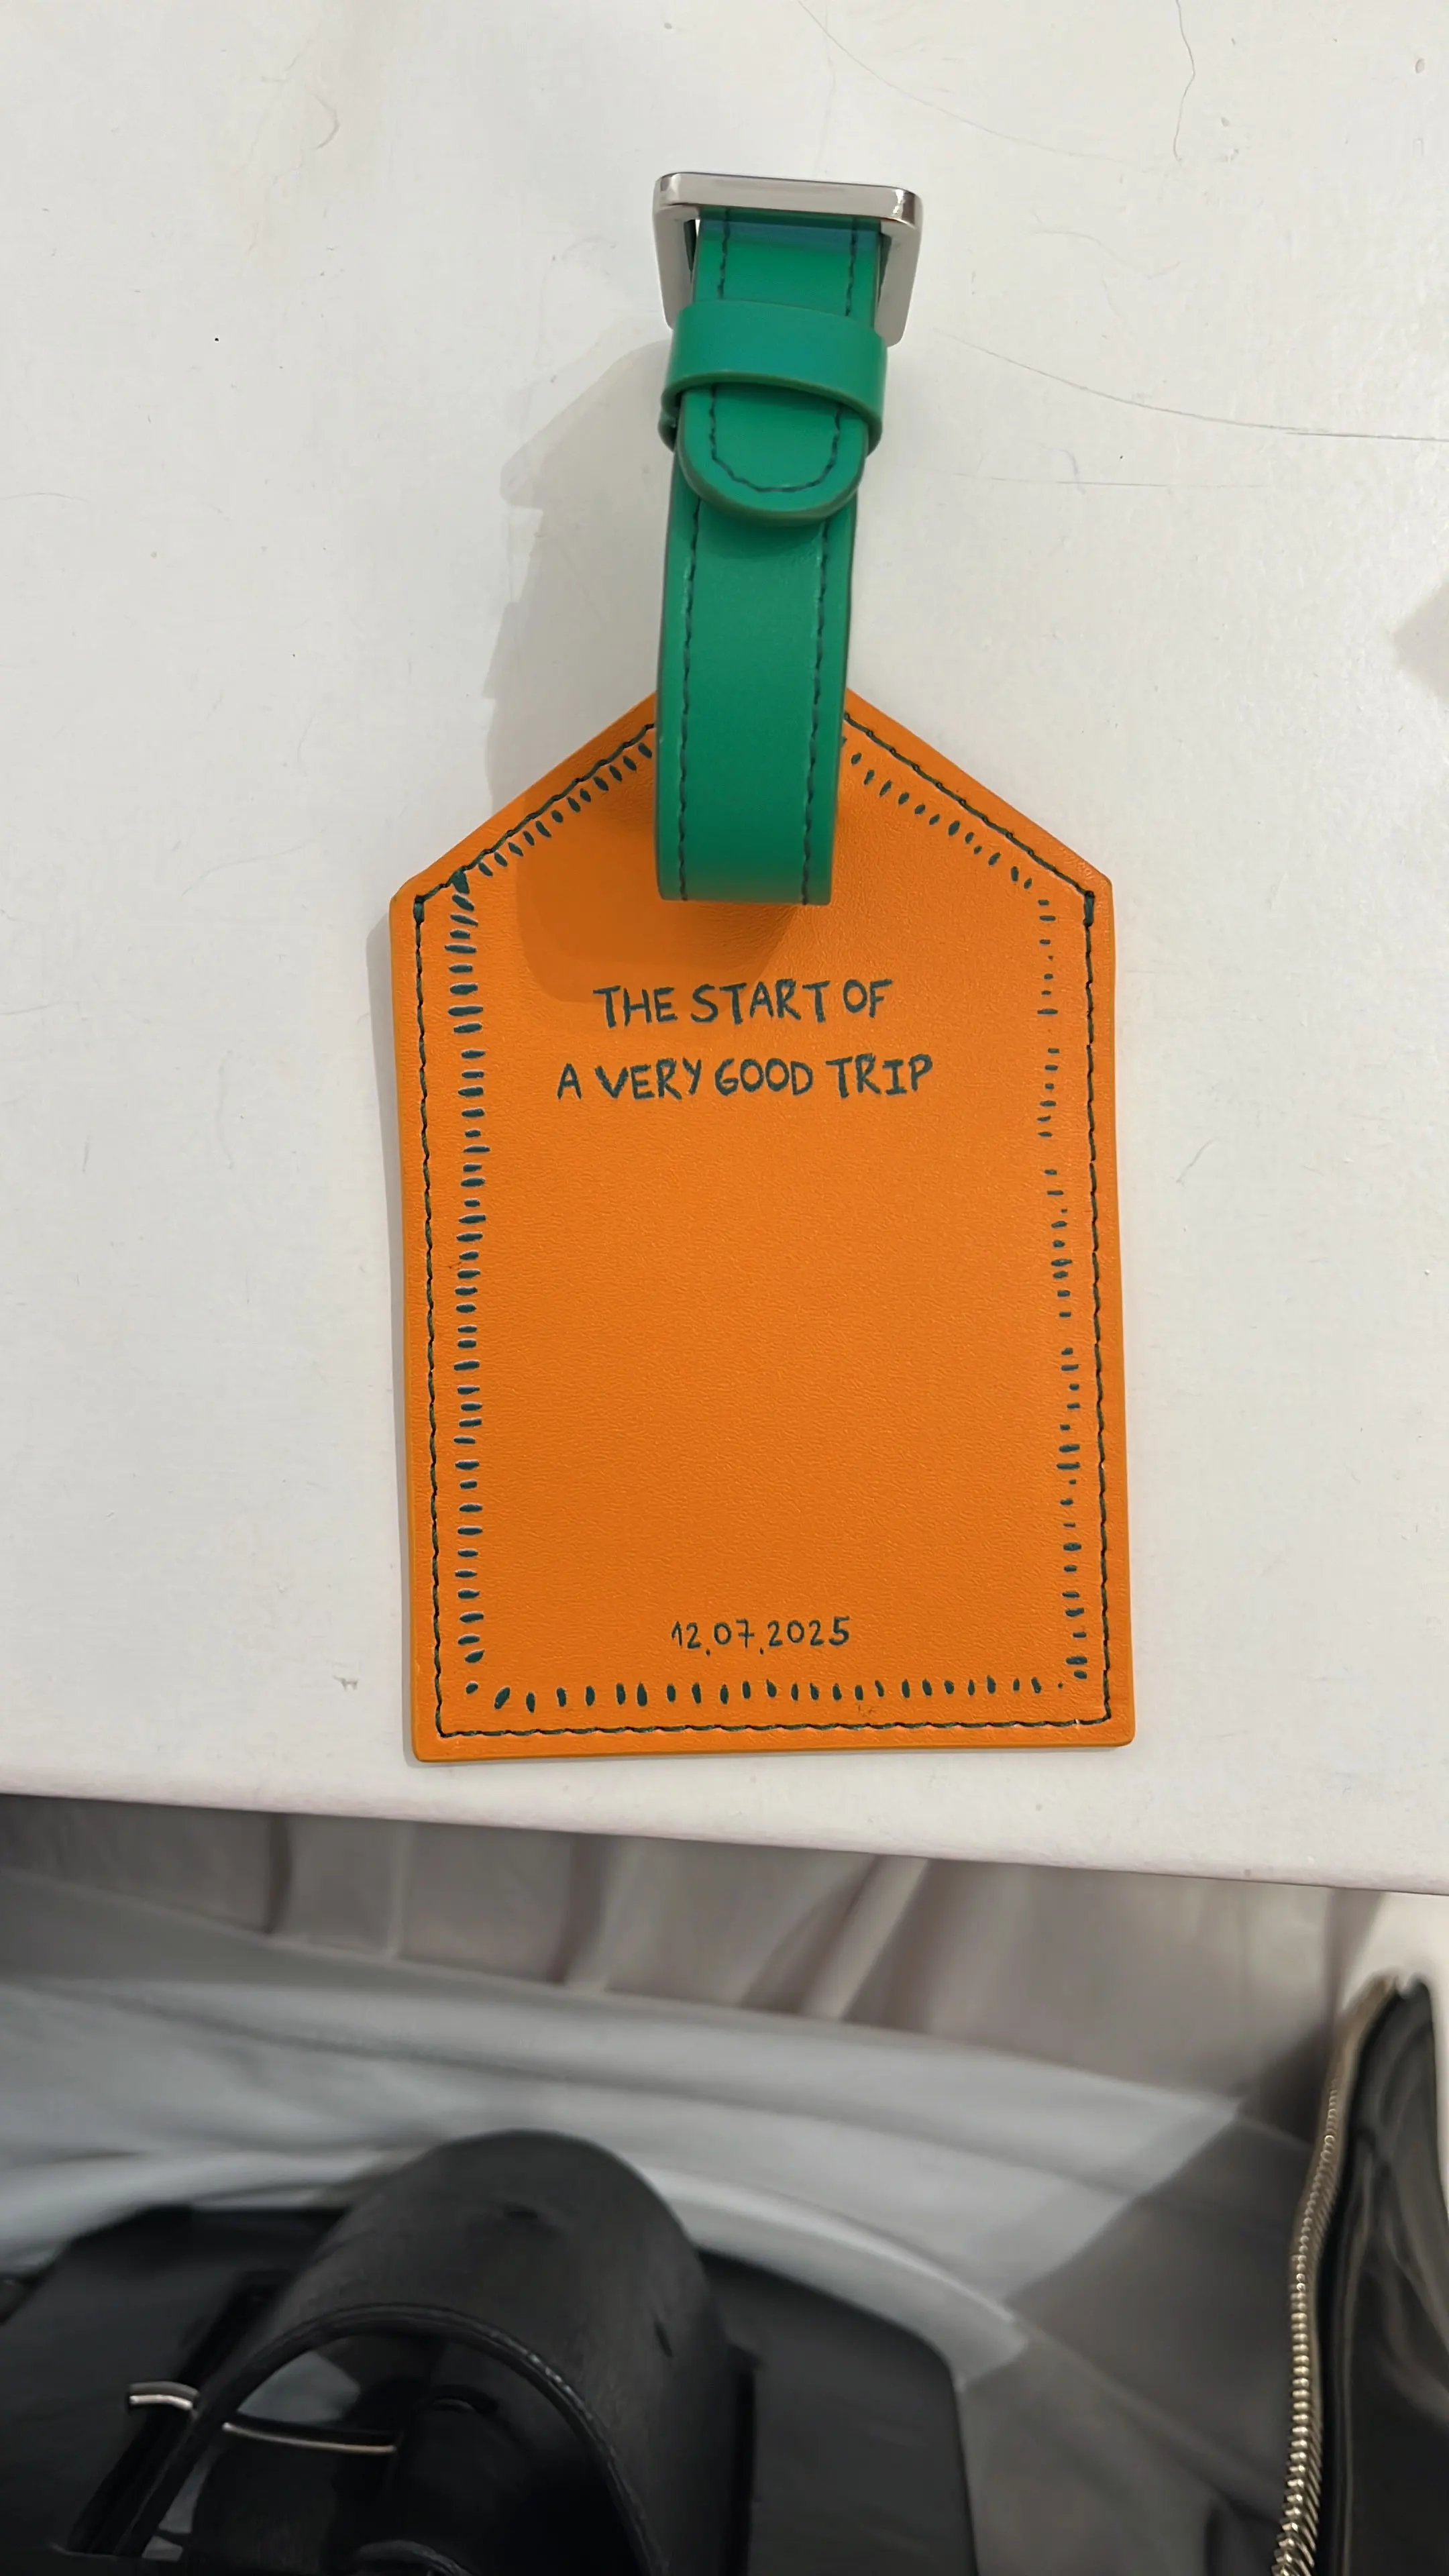 THE START OF
A VERY GOOD TRIP
12.07.2025